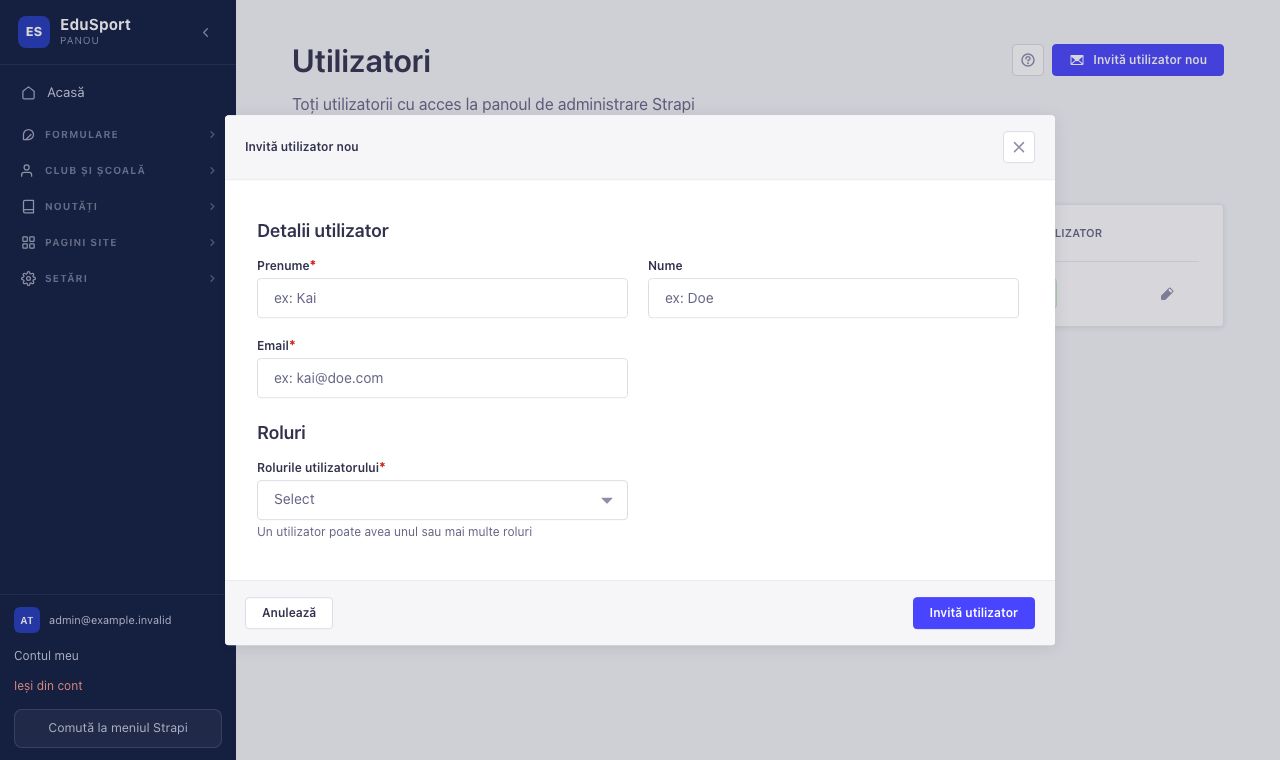 ES
EduSport
PANOU
Acasă
FORMULARE
CLUB ȘI ȘCOALĂ
NOUTĂȚI
PAGINI SITE
SETĂRI
AT
admin@example.invalid
Contul meu
Ieși din cont
Comută la meniul Strapi
Utilizatori
Invită utilizator nou
Toți utilizatorii cu acces la panoul de administrare Strapi
LIZATOR
Invită utilizator nou
Detalii utilizator
Prenume*
Nume
ex: Kai
ex: Doe
Email*
ex: kai@doe.com
Roluri
Rolurile utilizatorului*
Select
Un utilizator poate avea unul sau mai multe roluri
Anulează
Invită utilizator